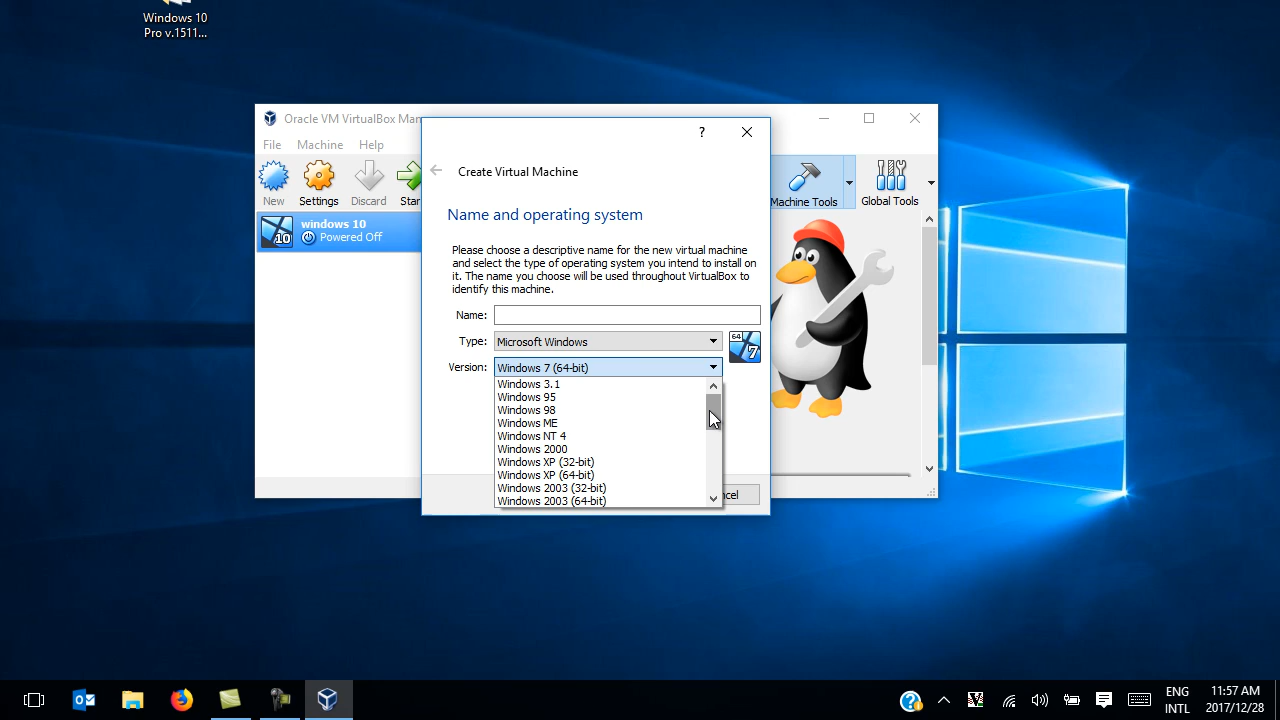 Windows 10
Pro v.1511...
Oracle VM VirtualBox Man
File Machine Help
New Settings Discard Star
Machine Tools Global Tools
windows 10
Powered Off
10
?
Create Virtual Machine
Name and operating system
Please choose a descriptive name for the new virtual machine
and select the type of operating system you intend to install on
it. The name you choose will be used throughout VirtualBox to
identify this machine.
Name:
Type: Microsoft Windows
64
7
Version: Windows 7 (64-bit)
Windows 3.1
Windows 95
Windows 98
Windows ME
Windows NT 4
Windows 2000
Windows XP (32-bit)
Windows XP (64-bit)
Windows 2003 (32-bit)
Windows 2003 (64-bit)
ncel
ENG
INTL
11:57 AM
2017/12/28